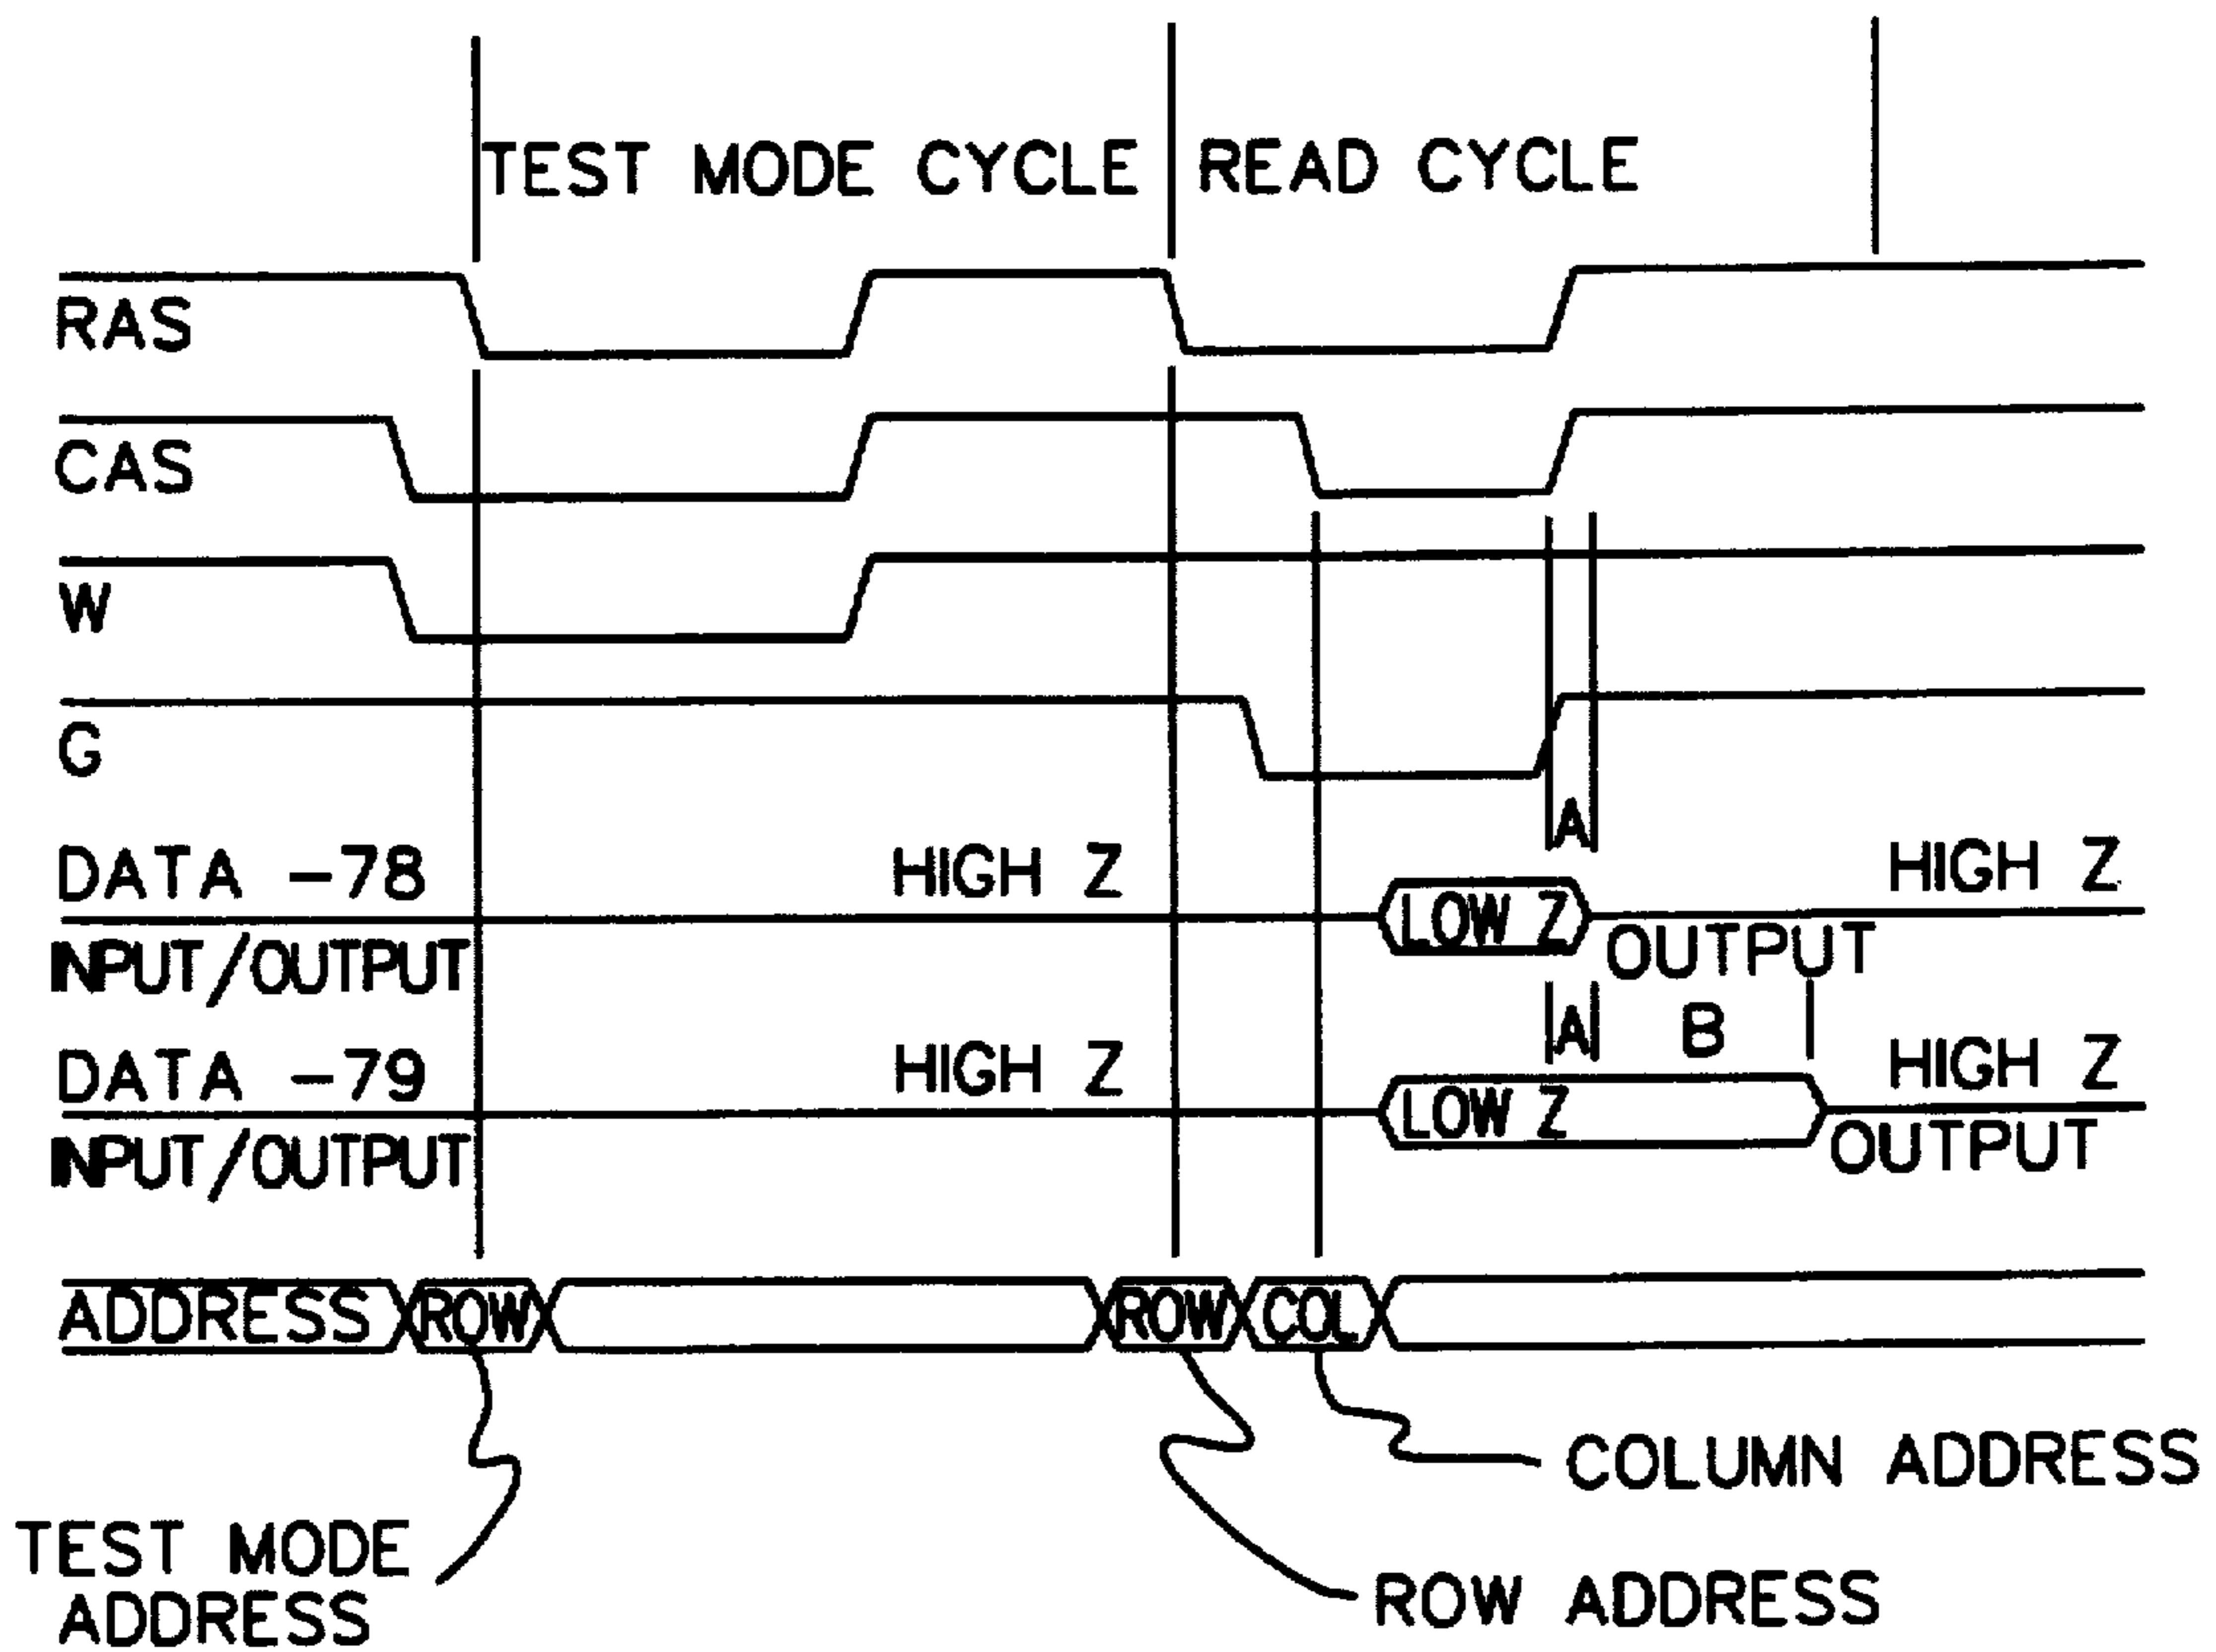 TEST MODE CYCLE
READ CYCLE
RAS
CAS
W
G
A
DATA -78
HIGH Z
HIGH Z
LOW Z
INPUT/OUTPUT
OUTPUT
A
B
DATA -79
HIGH Z
HIGH Z
LOW Z
INPUT/OUTPUT
OUTPUT
ADDRESS
ROW
ROW
COL
COLUMN ADDRESS
TEST MODE
ADDRESS
ROW ADDRESS